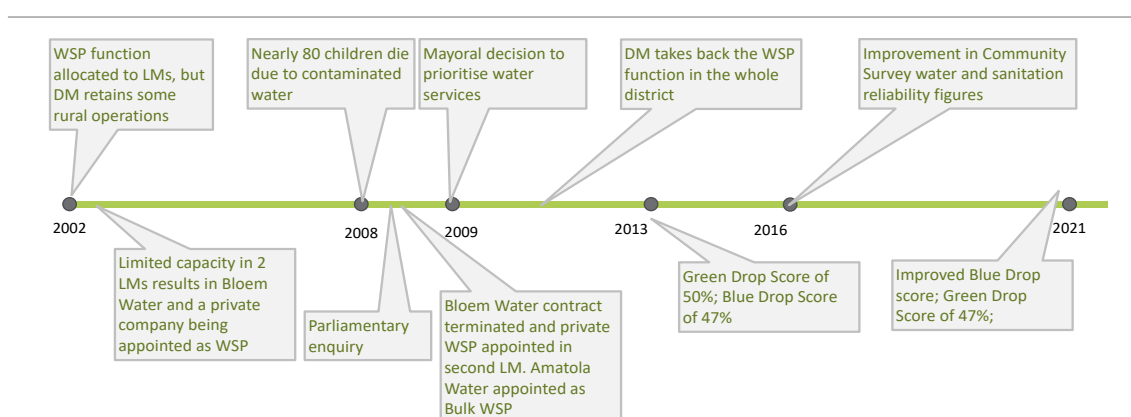 WSP function
allocated to LMs, but
DM retains some
rural operations
Nearly 80 children die
due to contaminated
water
Mayoral decision to
prioritise water
services
DM takes back the WSP
function in the whole
district
Improvement in Community
Survey water and sanitation
reliability figures
2002
2008
2009
2013
2016
2021
Limited capacity in 2
LMs results in Bloem
Water and a private
company being
appointed as WSP
Parliamentary
enquiry
Bloem Water contract
terminated and private
WSP appointed in
second LM. Amatola
Water appointed as
Bulk WSP
Green Drop Score of
50%; Blue Drop Score
of 47%
Improved Blue Drop
score; Green Drop
Score of 47%;